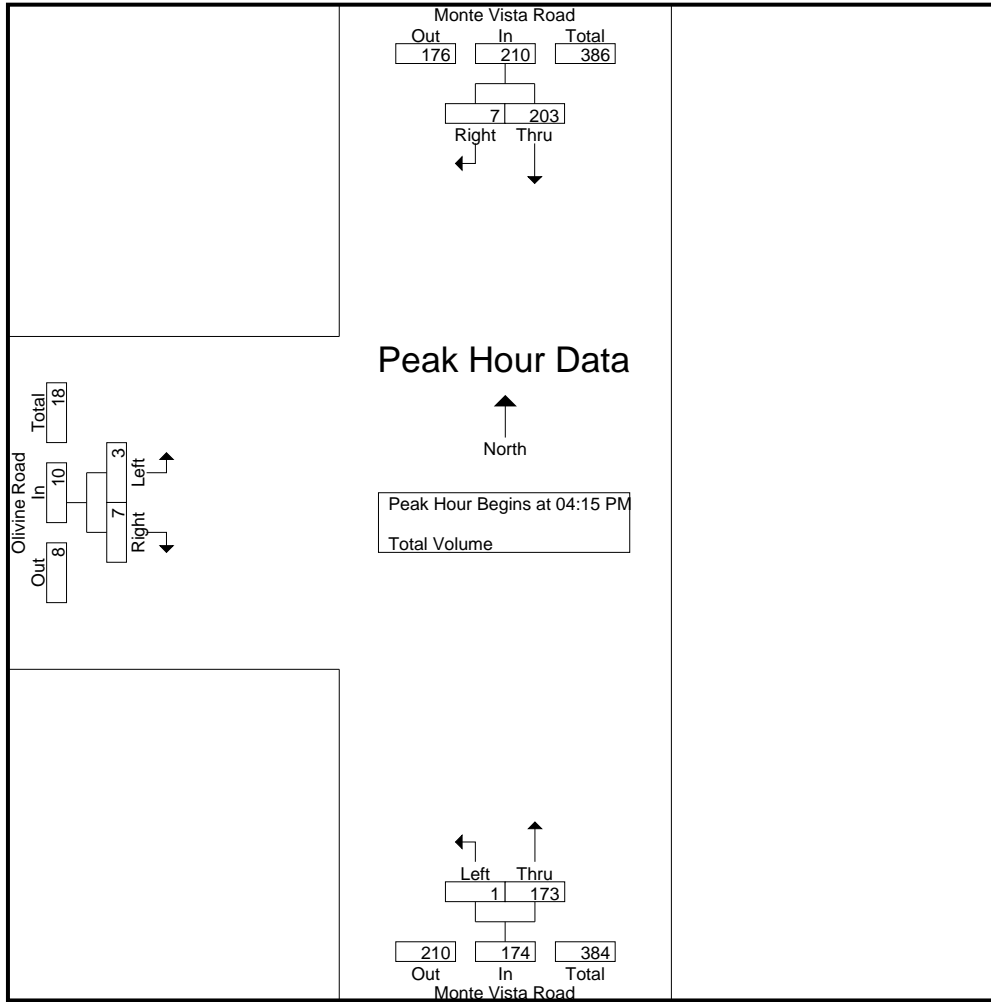 Monte Vista Road
Out In Total
176 210 386
7 203
Right Thru
Peak Hour Data
North
Peak Hour Begins at 04:15 PM
Total Volume
Olivine Road
Out In Total
8 10 18
Right Left
7 3
Left Thru
1 173
210 174 384
Out In Total
Monte Vista Road